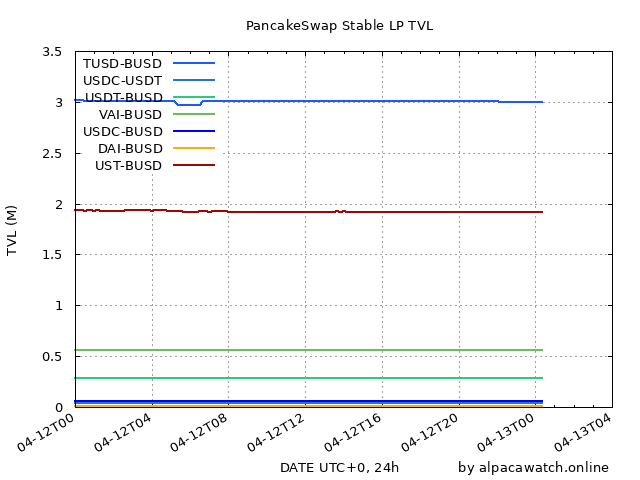 PancakeSwap Stable LP TVL
3.5
3
2.5
2
1.5
1
0.5
0
TVL (M)
TUSD-BUSD
USDC-USDT
USDT-BUSD
VAI-BUSD
USDC-BUSD
DAI-BUSD
UST-BUSD
04-12T00
04-12T04
04-12T08
04-12T12
04-12T16
04-12T20
04-13T00
04-13T04
DATE UTC+0, 24h
by alpacawatch.online